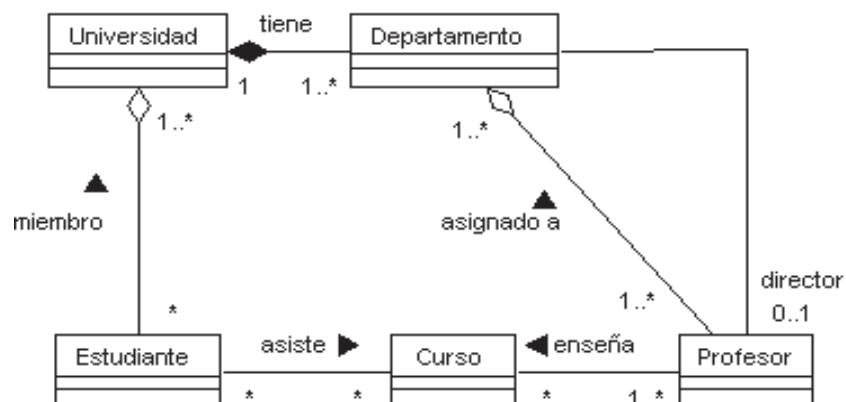 tiene
Universidad
Departamento
1
1..*
1..*
1..*
miembro
asignado a
director
1..*
0..1
*
Estudiante
asiste
Curso
enseña
Profesor
*
*
*
1..*